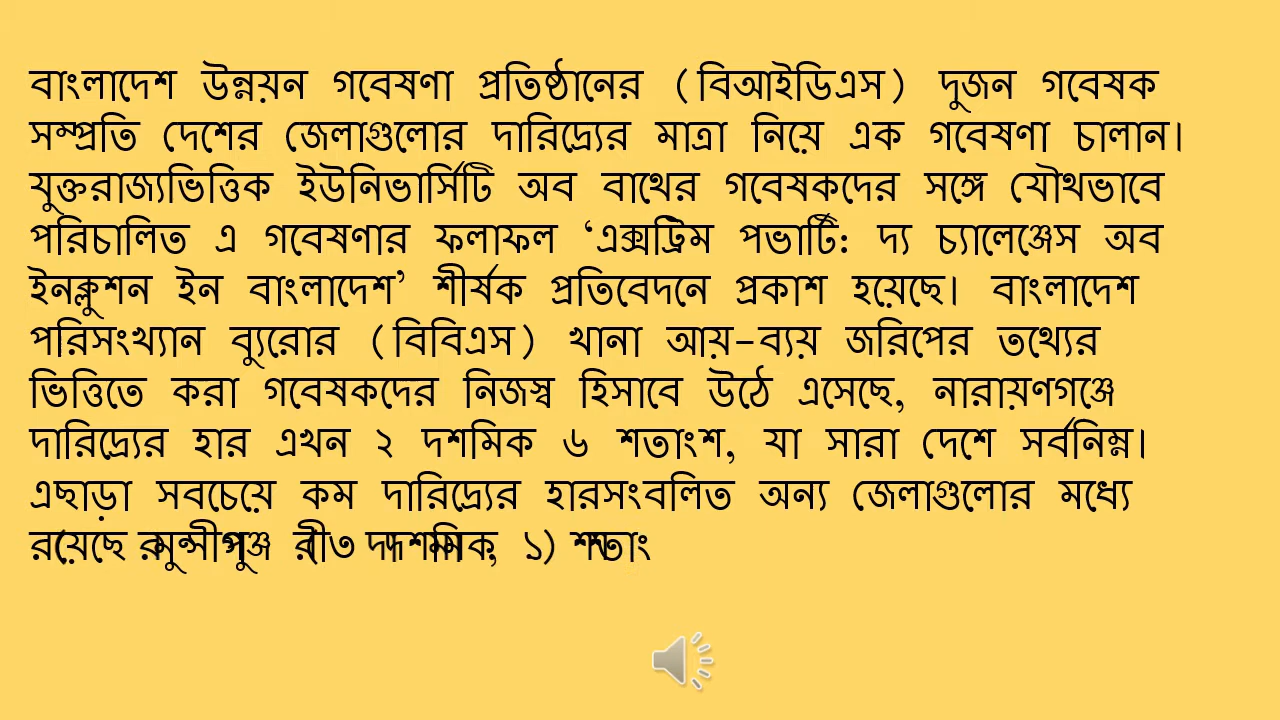 বাংলাদেশ উন্নয়ন গবেষণা প্রতিষ্ঠানের (বিআইডিএস) দুজন গবেষক
সম্প্রতি দেশের জেলাগুলোর দারিদ্র্যের মাত্রা নিয়ে এক গবেষণা চালান।
যুক্তরাজ্যভিত্তিক ইউনিভার্সিটি অব বাথের গবেষকদের সঙ্গে যৌথভাবে
পরিচালিত এ গবেষণার ফলাফল ‘এক্সট্রিম পভার্টি: দ্য চ্যালেঞ্জেস অব
ইনক্লুশন ইন বাংলাদেশ’ শীর্ষক প্রতিবেদনে প্রকাশ হয়েছে। বাংলাদেশ
পরিসংখ্যান ব্যুরোর (বিবিএস) খানা আয়-ব্যয় জরিপের তথ্যের
ভিত্তিতে করা গবেষকদের নিজস্ব হিসাবে উঠে এসেছে, নারায়ণগঞ্জে
দারিদ্র্যের হার এখন ২ দশমিক ৬ শতাংশ, যা সারা দেশে সর্বনিম্ন।
এছাড়া সবচেয়ে কম দারিদ্র্যের হারসংবলিত অন্য জেলাগুলোর মধ্যে
রয়েছে মুন্সীগঞ্জ